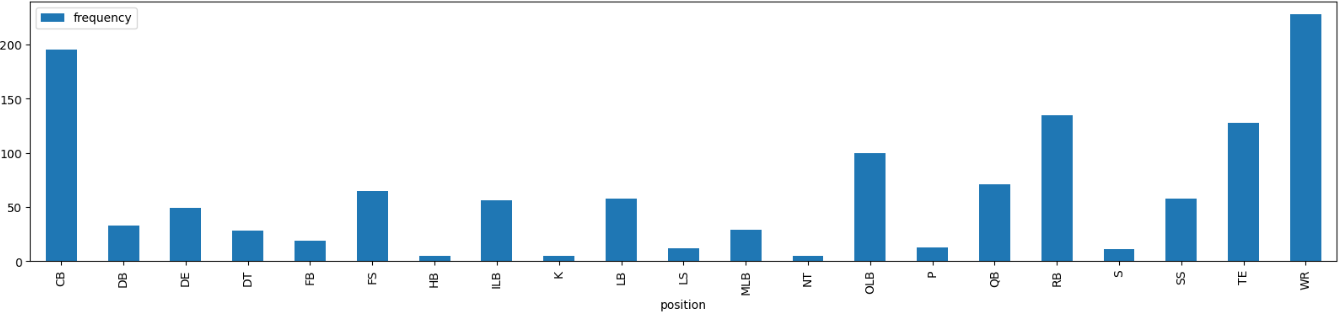 frequency
200
150
100
50
0
CB DB DE DT FB FS HB ILB K LB LS MLB NT OLB P QB RB S SS TE WR
position